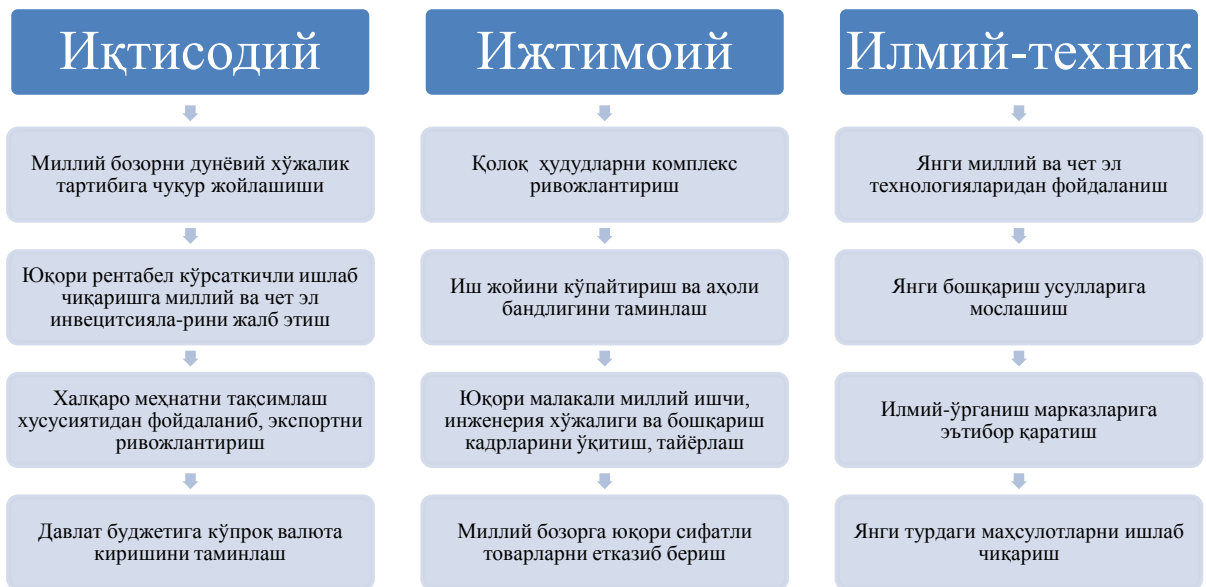 Иқтисодий
Миллий бозорни дунёвий хўжалик
тартибига чуқур жойлашиши
Юқори рентабел кўрсаткичли ишлаб
чиқаришга миллий ва чет эл
инвецитсияла-рини жалб этиш
Халқаро меҳнатни тақсимлаш
хусусиятидан фойдаланиб, экспортни
ривожлантириш
Давлат буджетига кўпроқ валюта
киришини таминлаш
Ижтимоий
Қолоқ ҳудудларни комплекс
ривожлантириш
Иш жойини кўпайтириш ва аҳоли
бандлигини таминлаш
Юқори малакали миллий ишчи,
инженерия хўжалиги ва бошқариш
кадрларини ўқитиш, тайёрлаш
Миллий бозорга юқори сифатли
товарларни етказиб бериш
Илмий-техник
Янги миллий ва чет эл
технологияларидан фойдаланиш
Янги бошқариш усулларига
мослашиш
Илмий-ўрганиш марказларига
эътибор қаратиш
Янги турдаги маҳсулотларни ишлаб
чиқариш